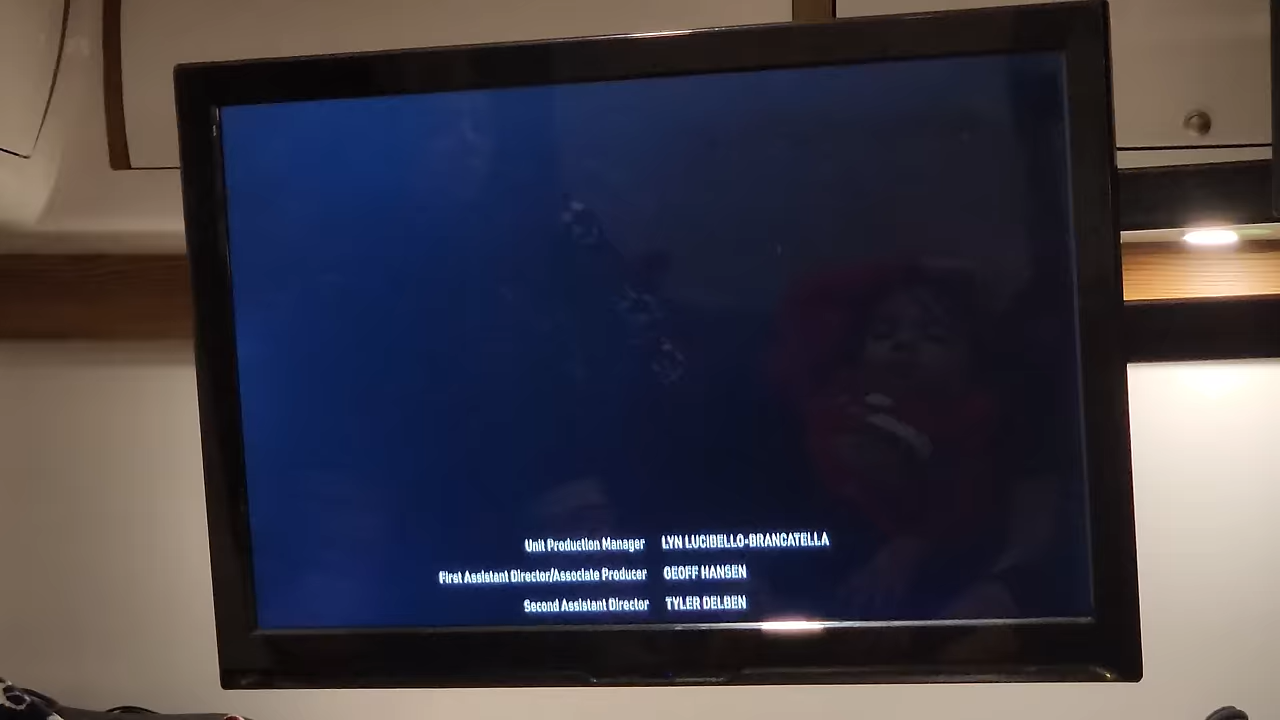 Unit Production Manager LYN LUCIBELLO-BRANCATELLA
First Assistant Director/Associate Producer GEOFF HANSEN
Second Assistant Director TYLER DELBEN